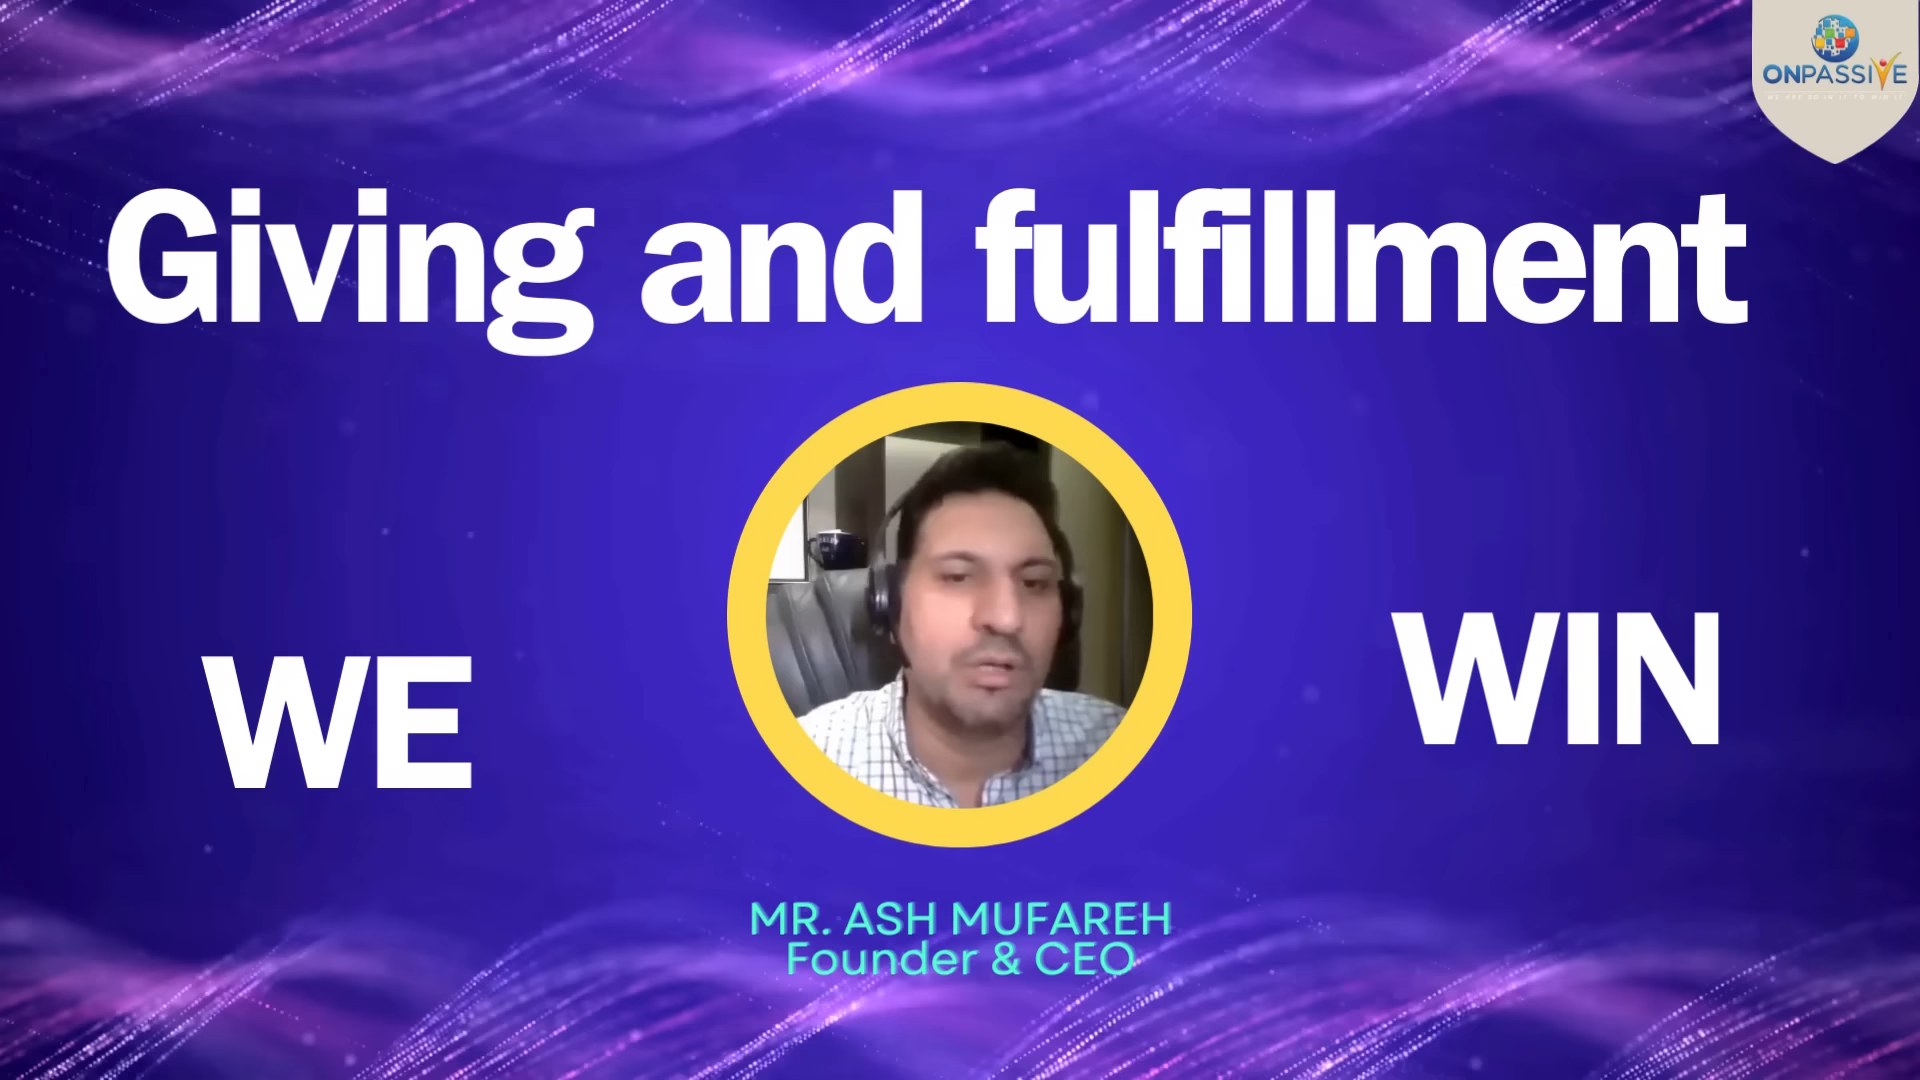 ONPASSIVE
Giving and fulfillment
WE
WIN
MR. ASH MUFAREH
Founder & CEO